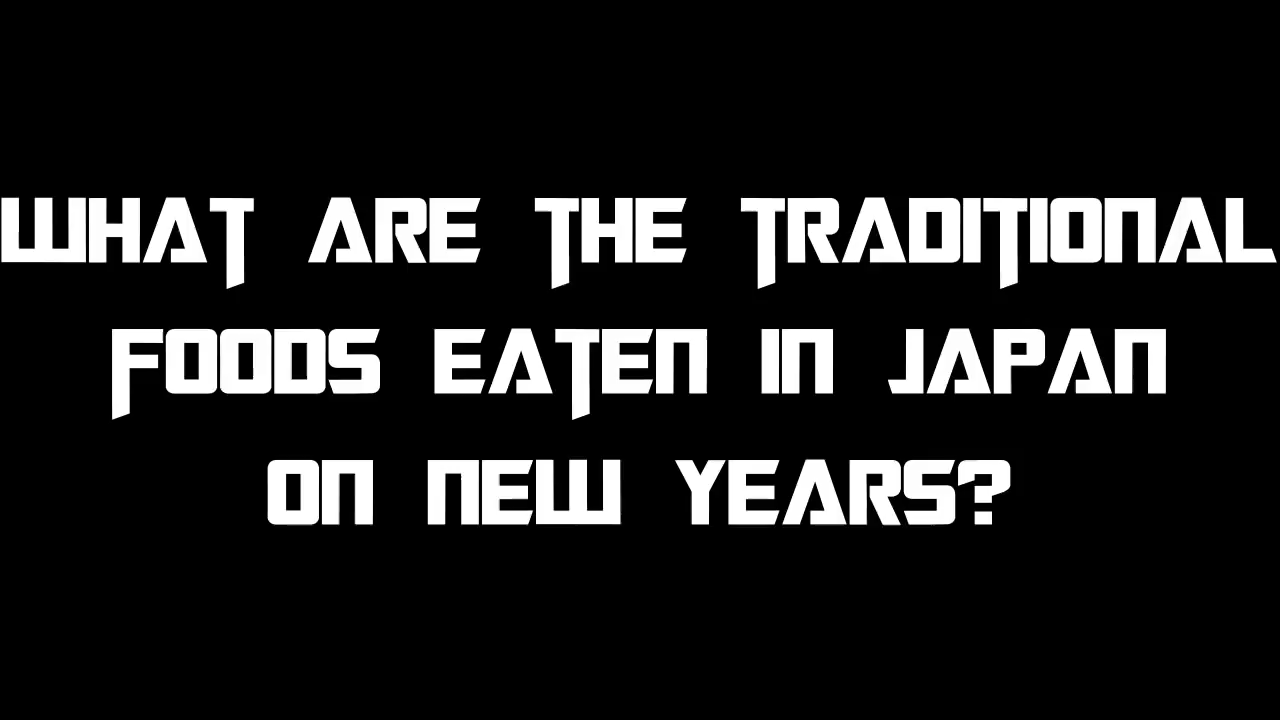 WHAT ARE THE TRADITIONAL
FOODS EATEN IN JAPAN
ON NEW YEARS?